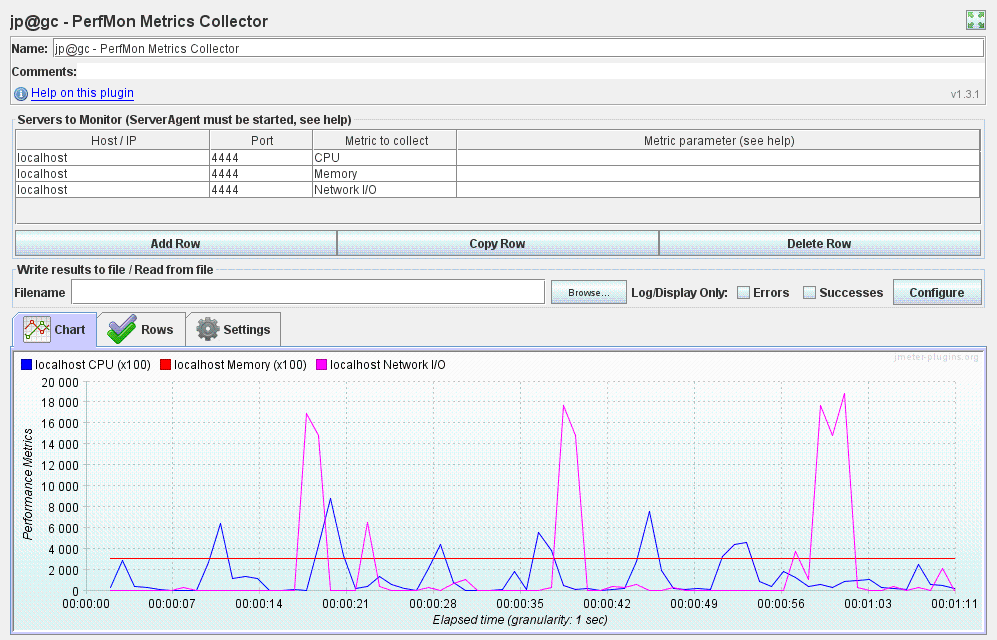 jp@gc - PerfMon Metrics Collector
Name: jp@gc - PerfMon Metrics Collector
Comments:
Help on this plugin
v1.3.1
Servers to Monitor (ServerAgent must be started, see help)
Host / IP Port Metric to collect Metric parameter (see help)
localhost 4444 CPU
localhost 4444 Memory
localhost 4444 Network I/O
Add Row Copy Row Delete Row
Write results to file / Read from file
Filename Browse... Log/Display Only: Errors Successes Configure
Chart Rows Settings
jmeter-plugins.org
localhost CPU (x100) localhost Memory (x100) localhost Network I/O
20 000
18 000
16 000
14 000
12 000
10 000
8 000
6 000
4 000
2 000
0
Performance Metrics
00:00:00 00:00:07 00:00:14 00:00:21 00:00:28 00:00:35 00:00:42 00:00:49 00:00:56 00:01:03 00:01:11
Elapsed time (granularity: 1 sec)